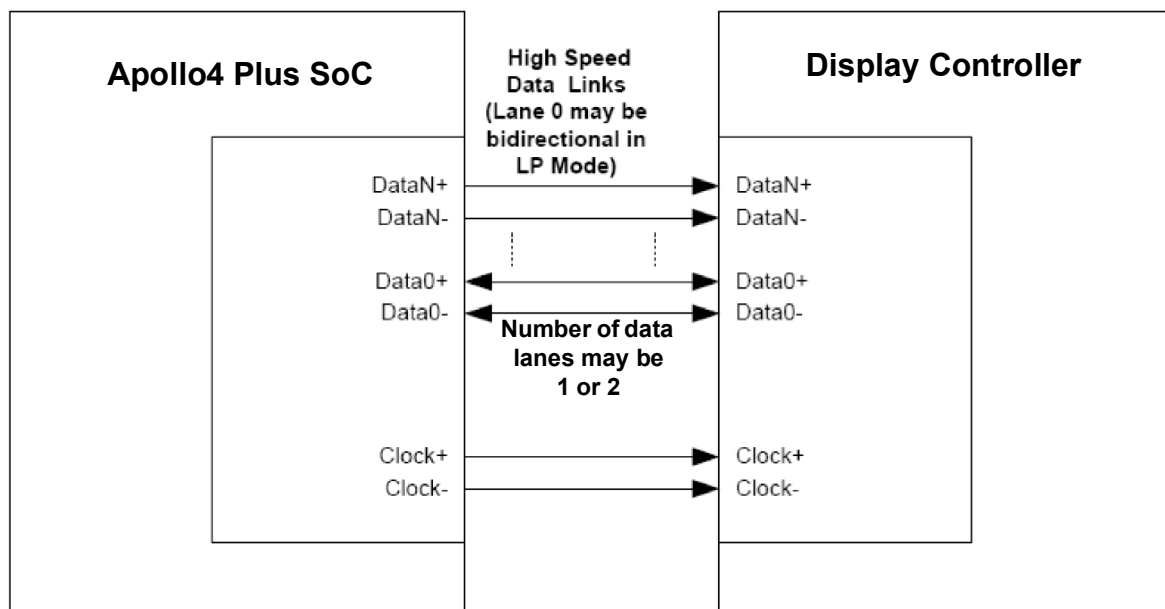 Apollo4 Plus SoC
High Speed
Data Links
(Lane 0 may be
bidirectional in
LP Mode)
Display Controller
DataN+
DataN-
Data0+
Data0-
Clock+
Clock-
DataN+
DataN-
Data0+
Data0-
Clock+
Clock-
Number of data
lanes may be
1 or 2